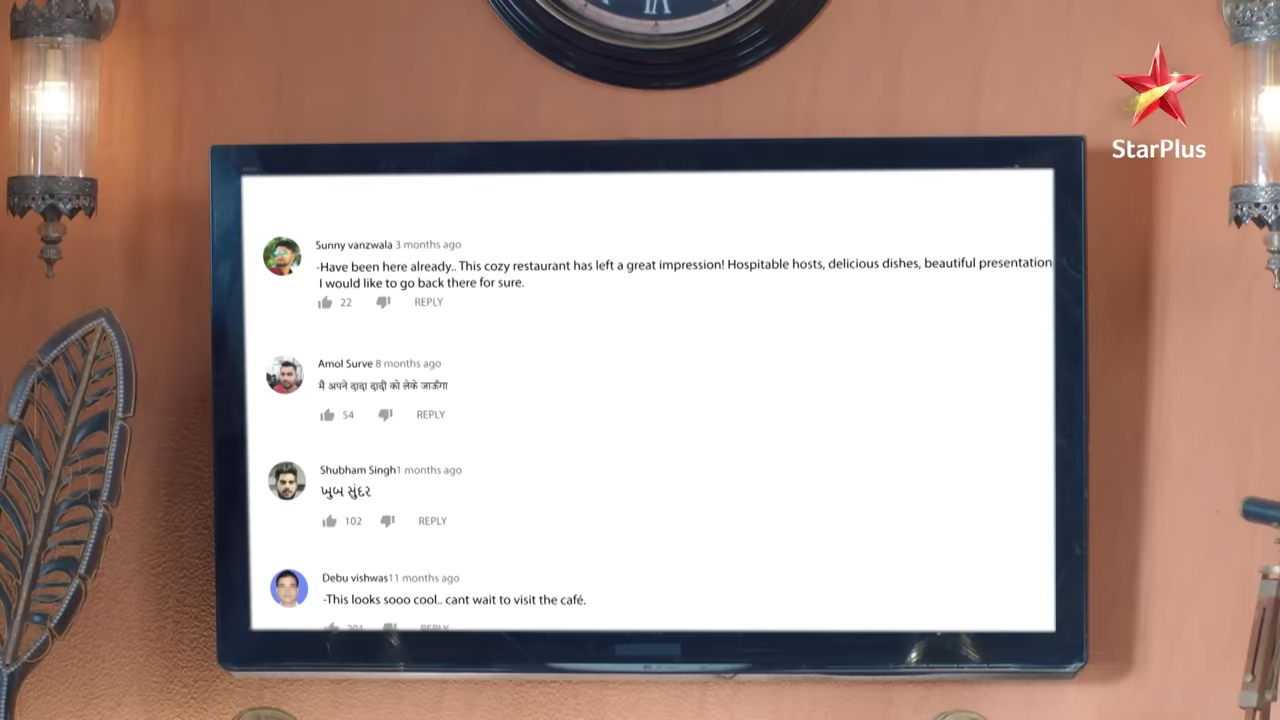 StarPlus
Sunny vanzwala 3 months ago
-Have been here already.. This cozy restaurant has left a great impression! Hospitable hosts, delicious dishes, beautiful presentation
I would like to go back there for sure.
22 REPLY
Amol Surve 8 months ago
मै अपने दादा दादी को लेके जाऊँगा
54 REPLY
Shubham Singh1 months ago
ખુબ સુંદર
102 REPLY
Debu vishwas11 months ago
-This looks sooo cool.. cant wait to visit the café.
201 REPLY